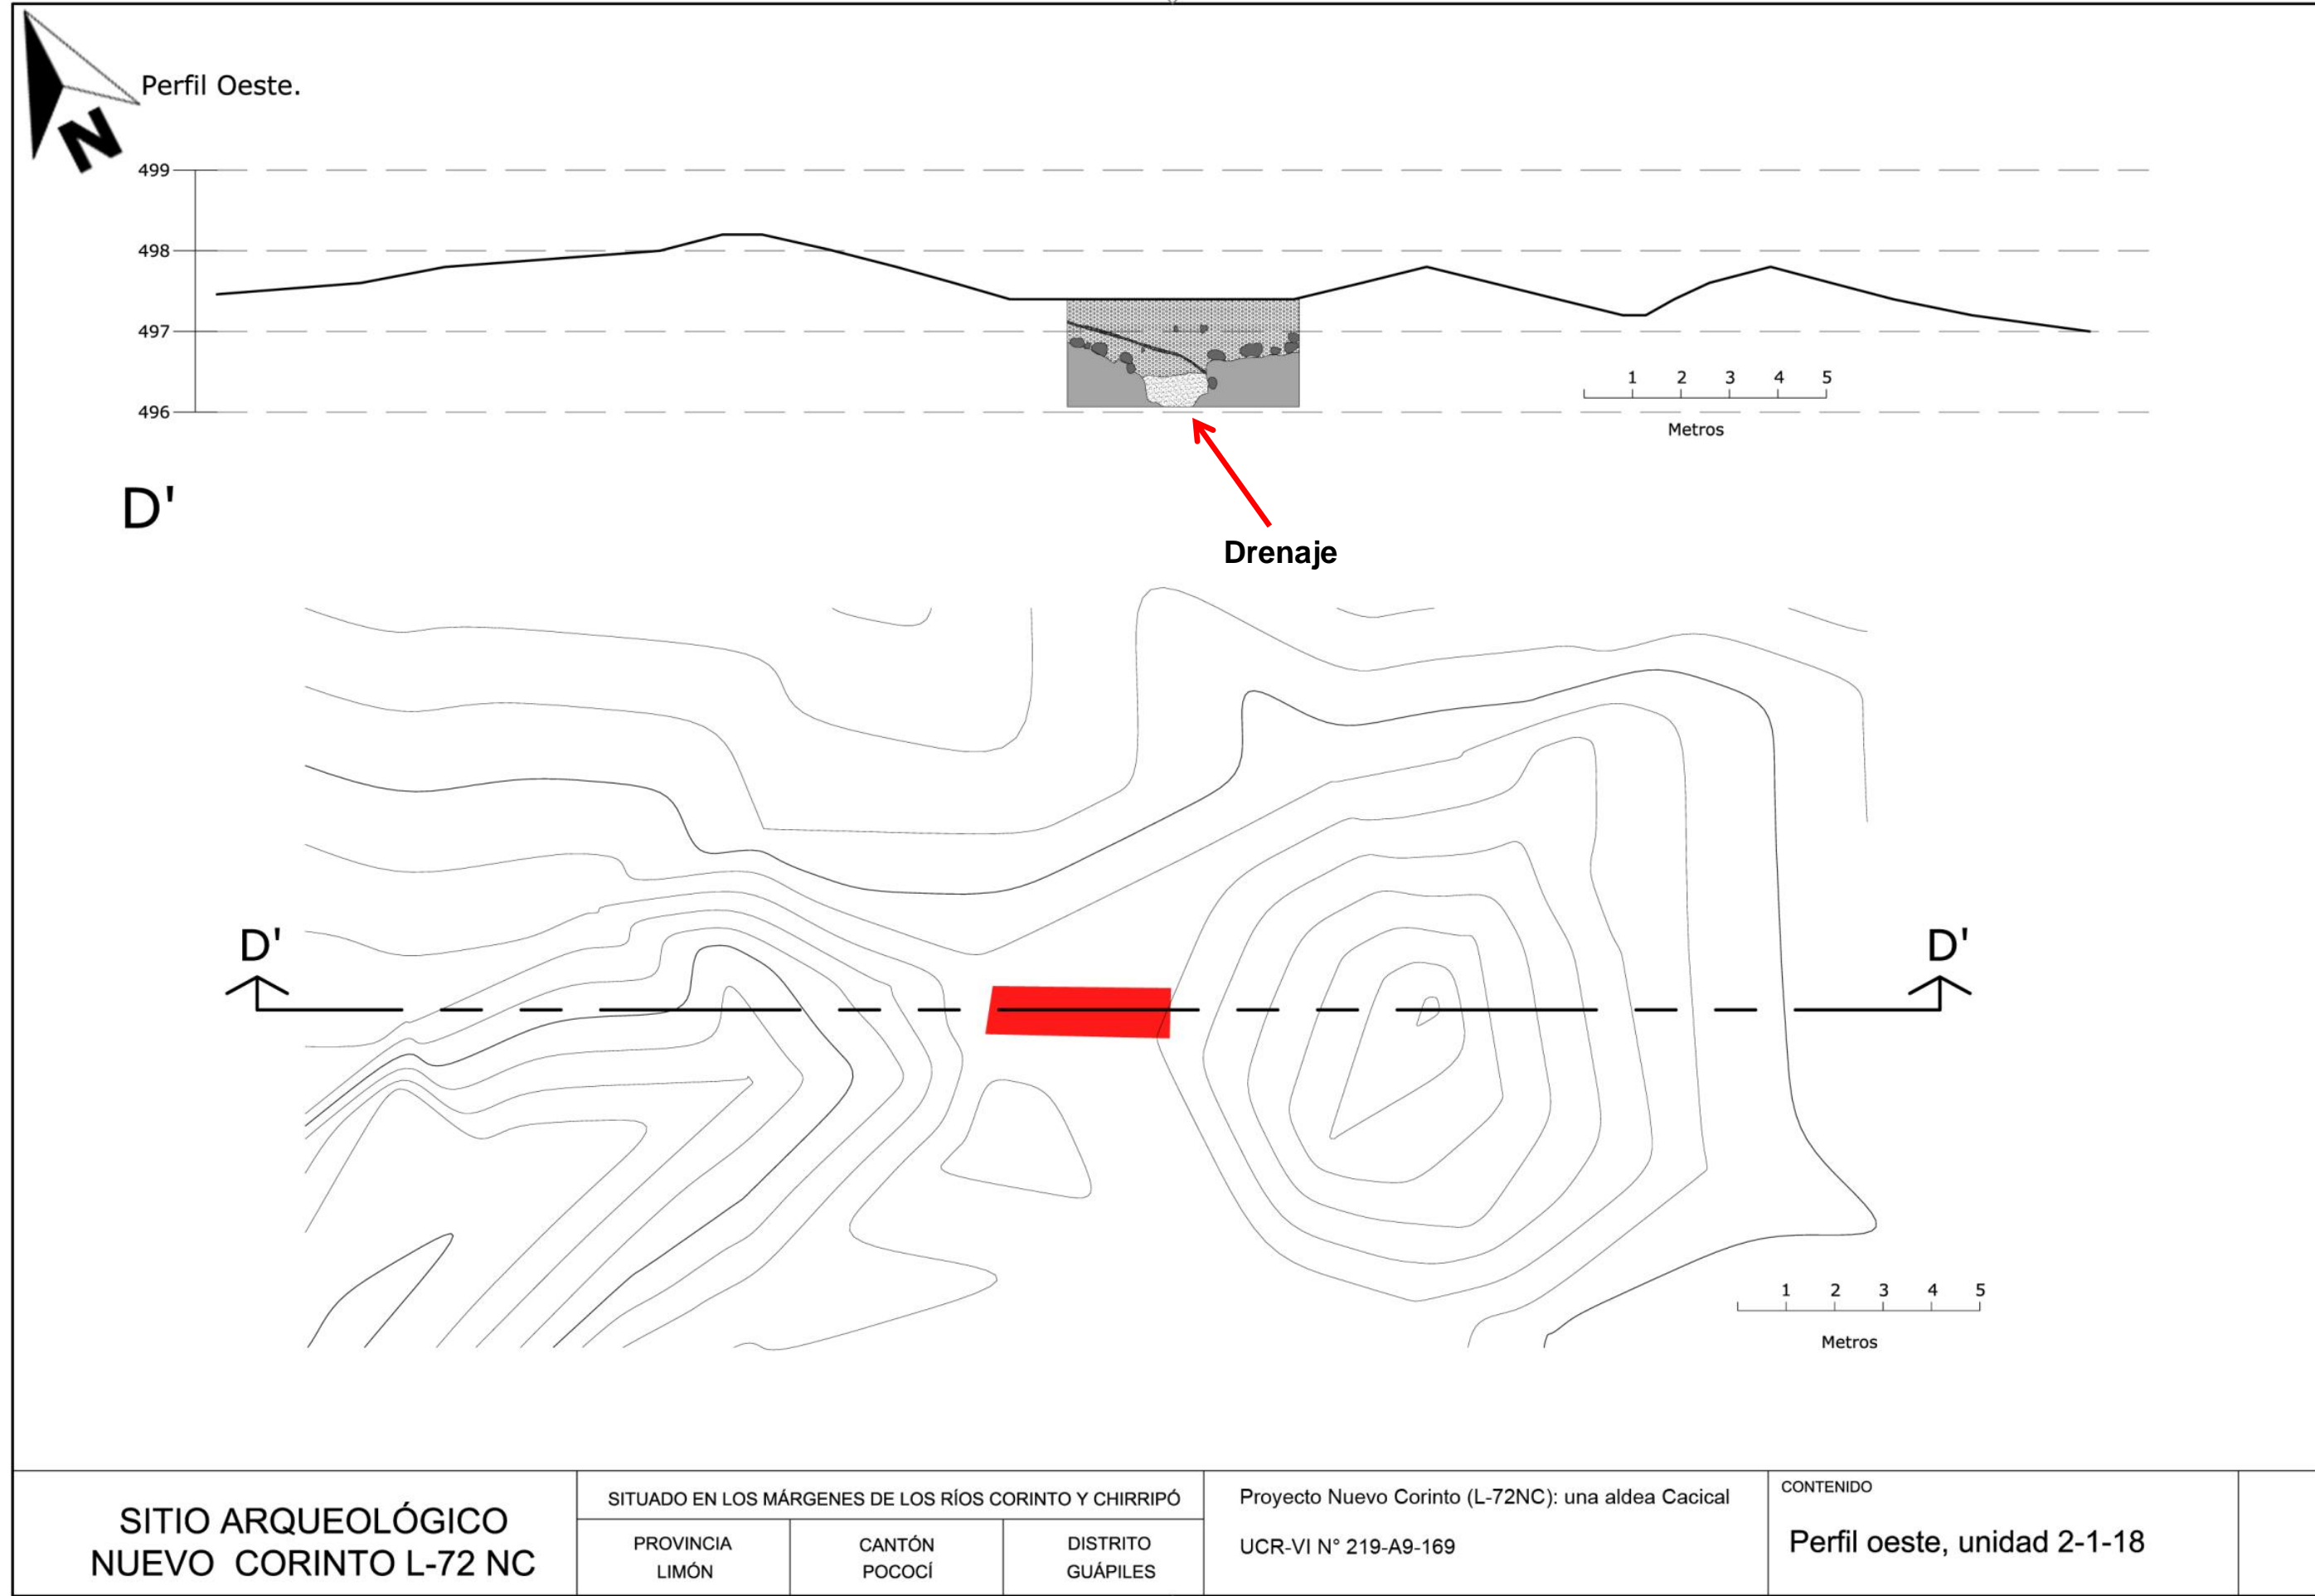 N
Perfil Oeste.
499
498
497
496
1 2 3 4 5
Metros
D'
Drenaje
D'
D'
1 2 3 4 5
Metros
SITIO ARQUEOLÓGICO
NUEVO CORINTO L-72 NC
SITUADO EN LOS MÁRGENES DE LOS RÍOS CORINTO Y CHIRRIPÓ
PROVINCIA
LIMÓN
CANTÓN
POCOCÍ
DISTRITO
GUÁPILES
Proyecto Nuevo Corinto (L-72NC): una aldea Cacical
UCR-VI N° 219-A9-169
CONTENIDO
Perfil oeste, unidad 2-1-18